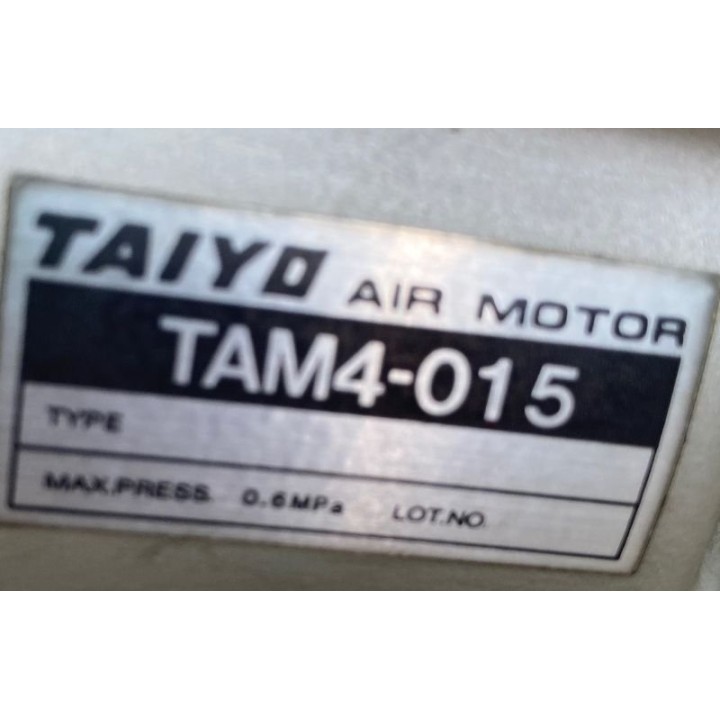 TAIYO AIR MOTOR
TAM4-015
TYPE
MAX.PRESS. 0.6MPa LOT.NO.